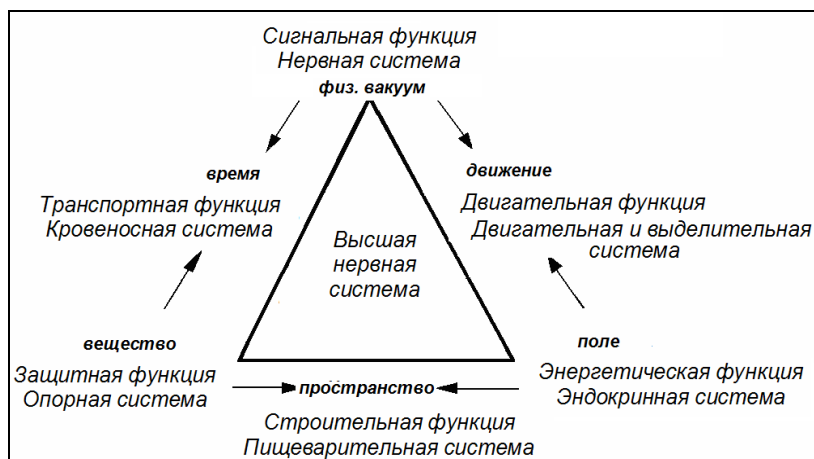 Сигнальная функция
Нервная система
физ. вакуум
время
Транспортная функция
Кровеносная система
движение
Двигательная функция
Двигательная и выделительная
система
Высшая
нервная
система
вещество
Защитная функция
Опорная система
поле
Энергетическая функция
Эндокринная система
пространство
Строительная функция
Пищеварительная система